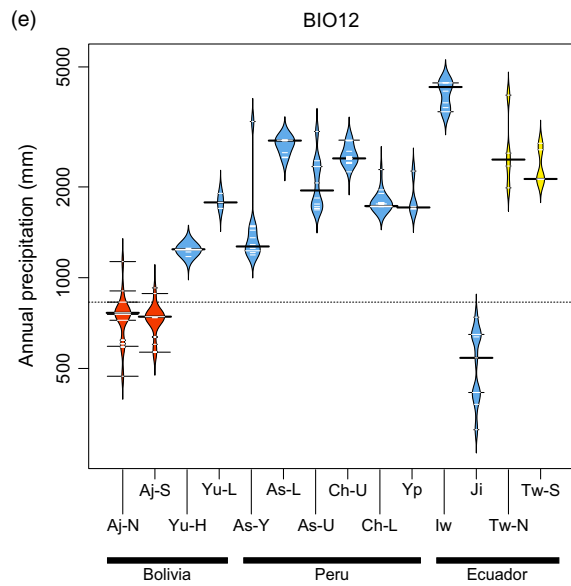 (e)
BIO12
Annual precipitation (mm)
5000
2000
1000
500
Aj-S Yu-L As-L Ch-U Yp Ji Tw-S
Aj-N Yu-H As-Y As-U Ch-L Iw Tw-N
Bolivia Peru Ecuador